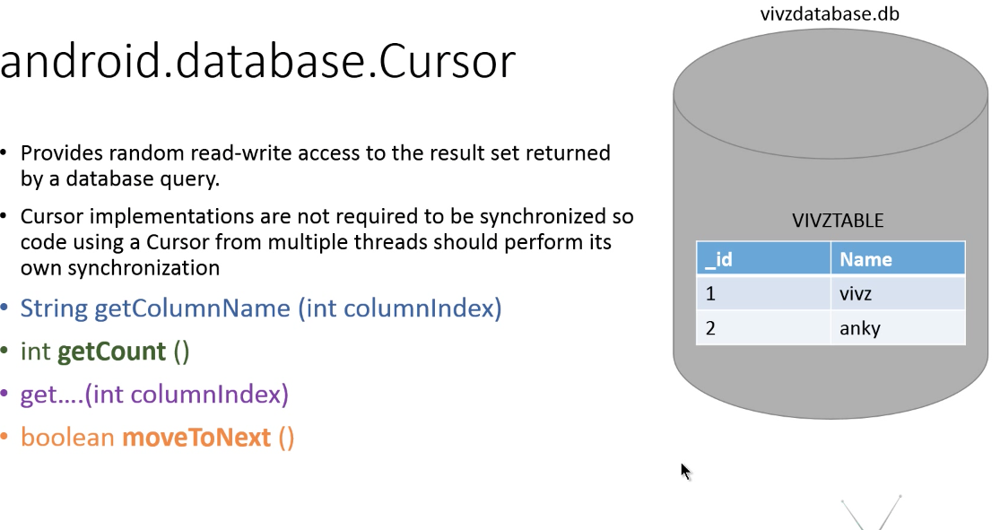 vivzdatabase.db
android.database.Cursor
• Provides random read-write access to the result set returned
by a database query.
• Cursor implementations are not required to be synchronized so
code using a Cursor from multiple threads should perform its
own synchronization
• String getColumnName (int columnIndex)
• int getCount ()
• get....(int columnIndex)
• boolean moveToNext ()
VIVZTABLE
_id Name
1 vivz
2 anky